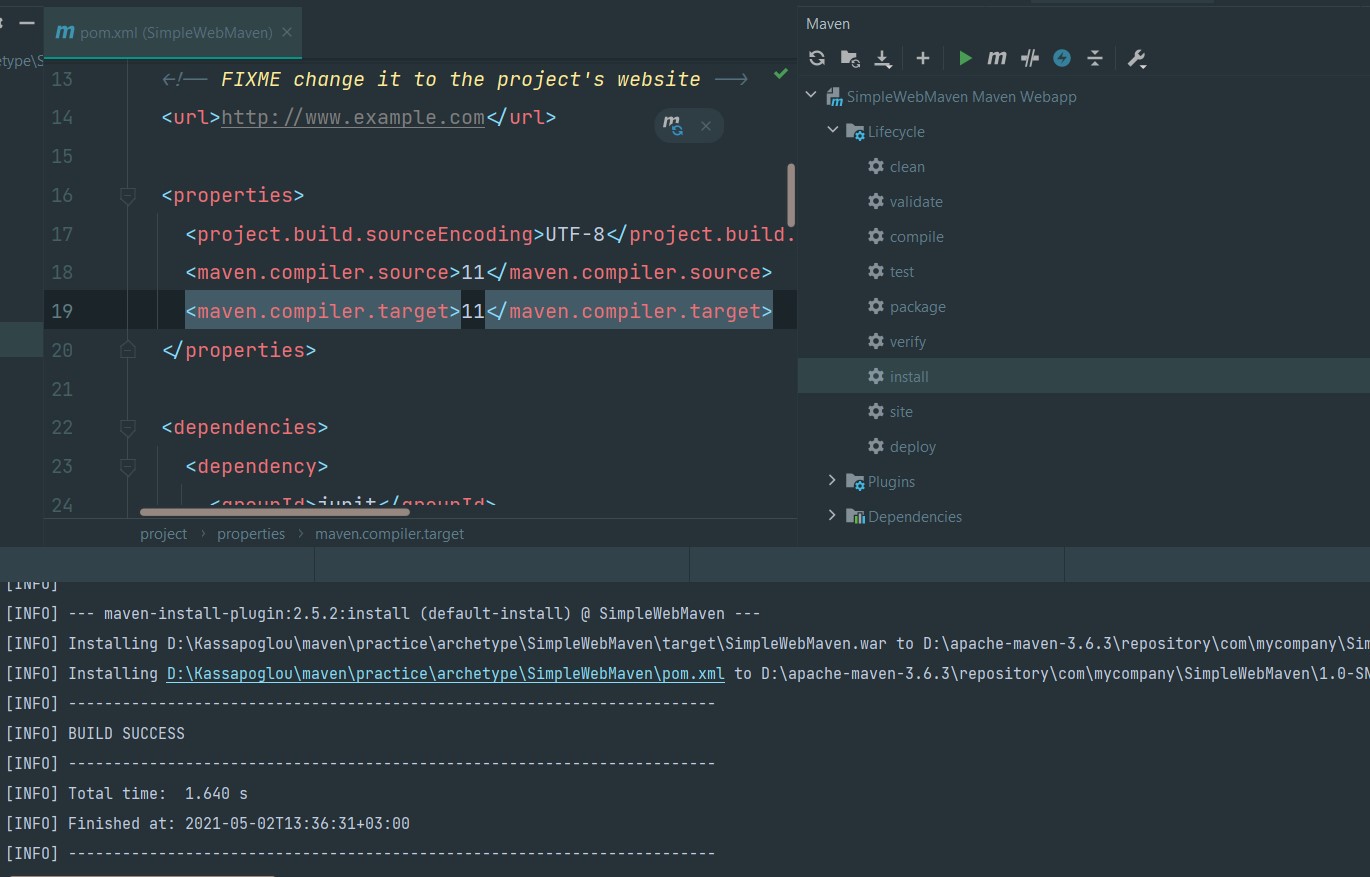 etype\S
pom.xml (SimpleWebMaven)
13 <!-- FIXME change it to the project's website -->
14 <url>http://www.example.com</url>
15
16 <properties>
17 <project.build.sourceEncoding>UTF-8</project.build.
18 <maven.compiler.source>11</maven.compiler.source>
19 <maven.compiler.target>11</maven.compiler.target>
20 </properties>
21
22 <dependencies>
23 <dependency>
24 <groupId>junit</groupId>
project > properties > maven.compiler.target
Maven
SimpleWebMaven Maven Webapp
Lifecycle
clean
validate
compile
test
package
verify
install
site
deploy
Plugins
Dependencies
[INFO]
[INFO] --- maven-install-plugin:2.5.2:install (default-install) @ SimpleWebMaven ---
[INFO] Installing D:\Kassapoglou\maven\practice\archetype\SimpleWebMaven\target\SimpleWebMaven.war to D:\apache-maven-3.6.3\repository\com\mycompany\Sim
[INFO] Installing D:\Kassapoglou\maven\practice\archetype\SimpleWebMaven\pom.xml to D:\apache-maven-3.6.3\repository\com\mycompany\SimpleWebMaven\1.0-SN
[INFO] ------------------------------------------------------------------------
[INFO] BUILD SUCCESS
[INFO] ------------------------------------------------------------------------
[INFO] Total time:  1.640 s
[INFO] Finished at: 2021-05-02T13:36:31+03:00
[INFO] ------------------------------------------------------------------------